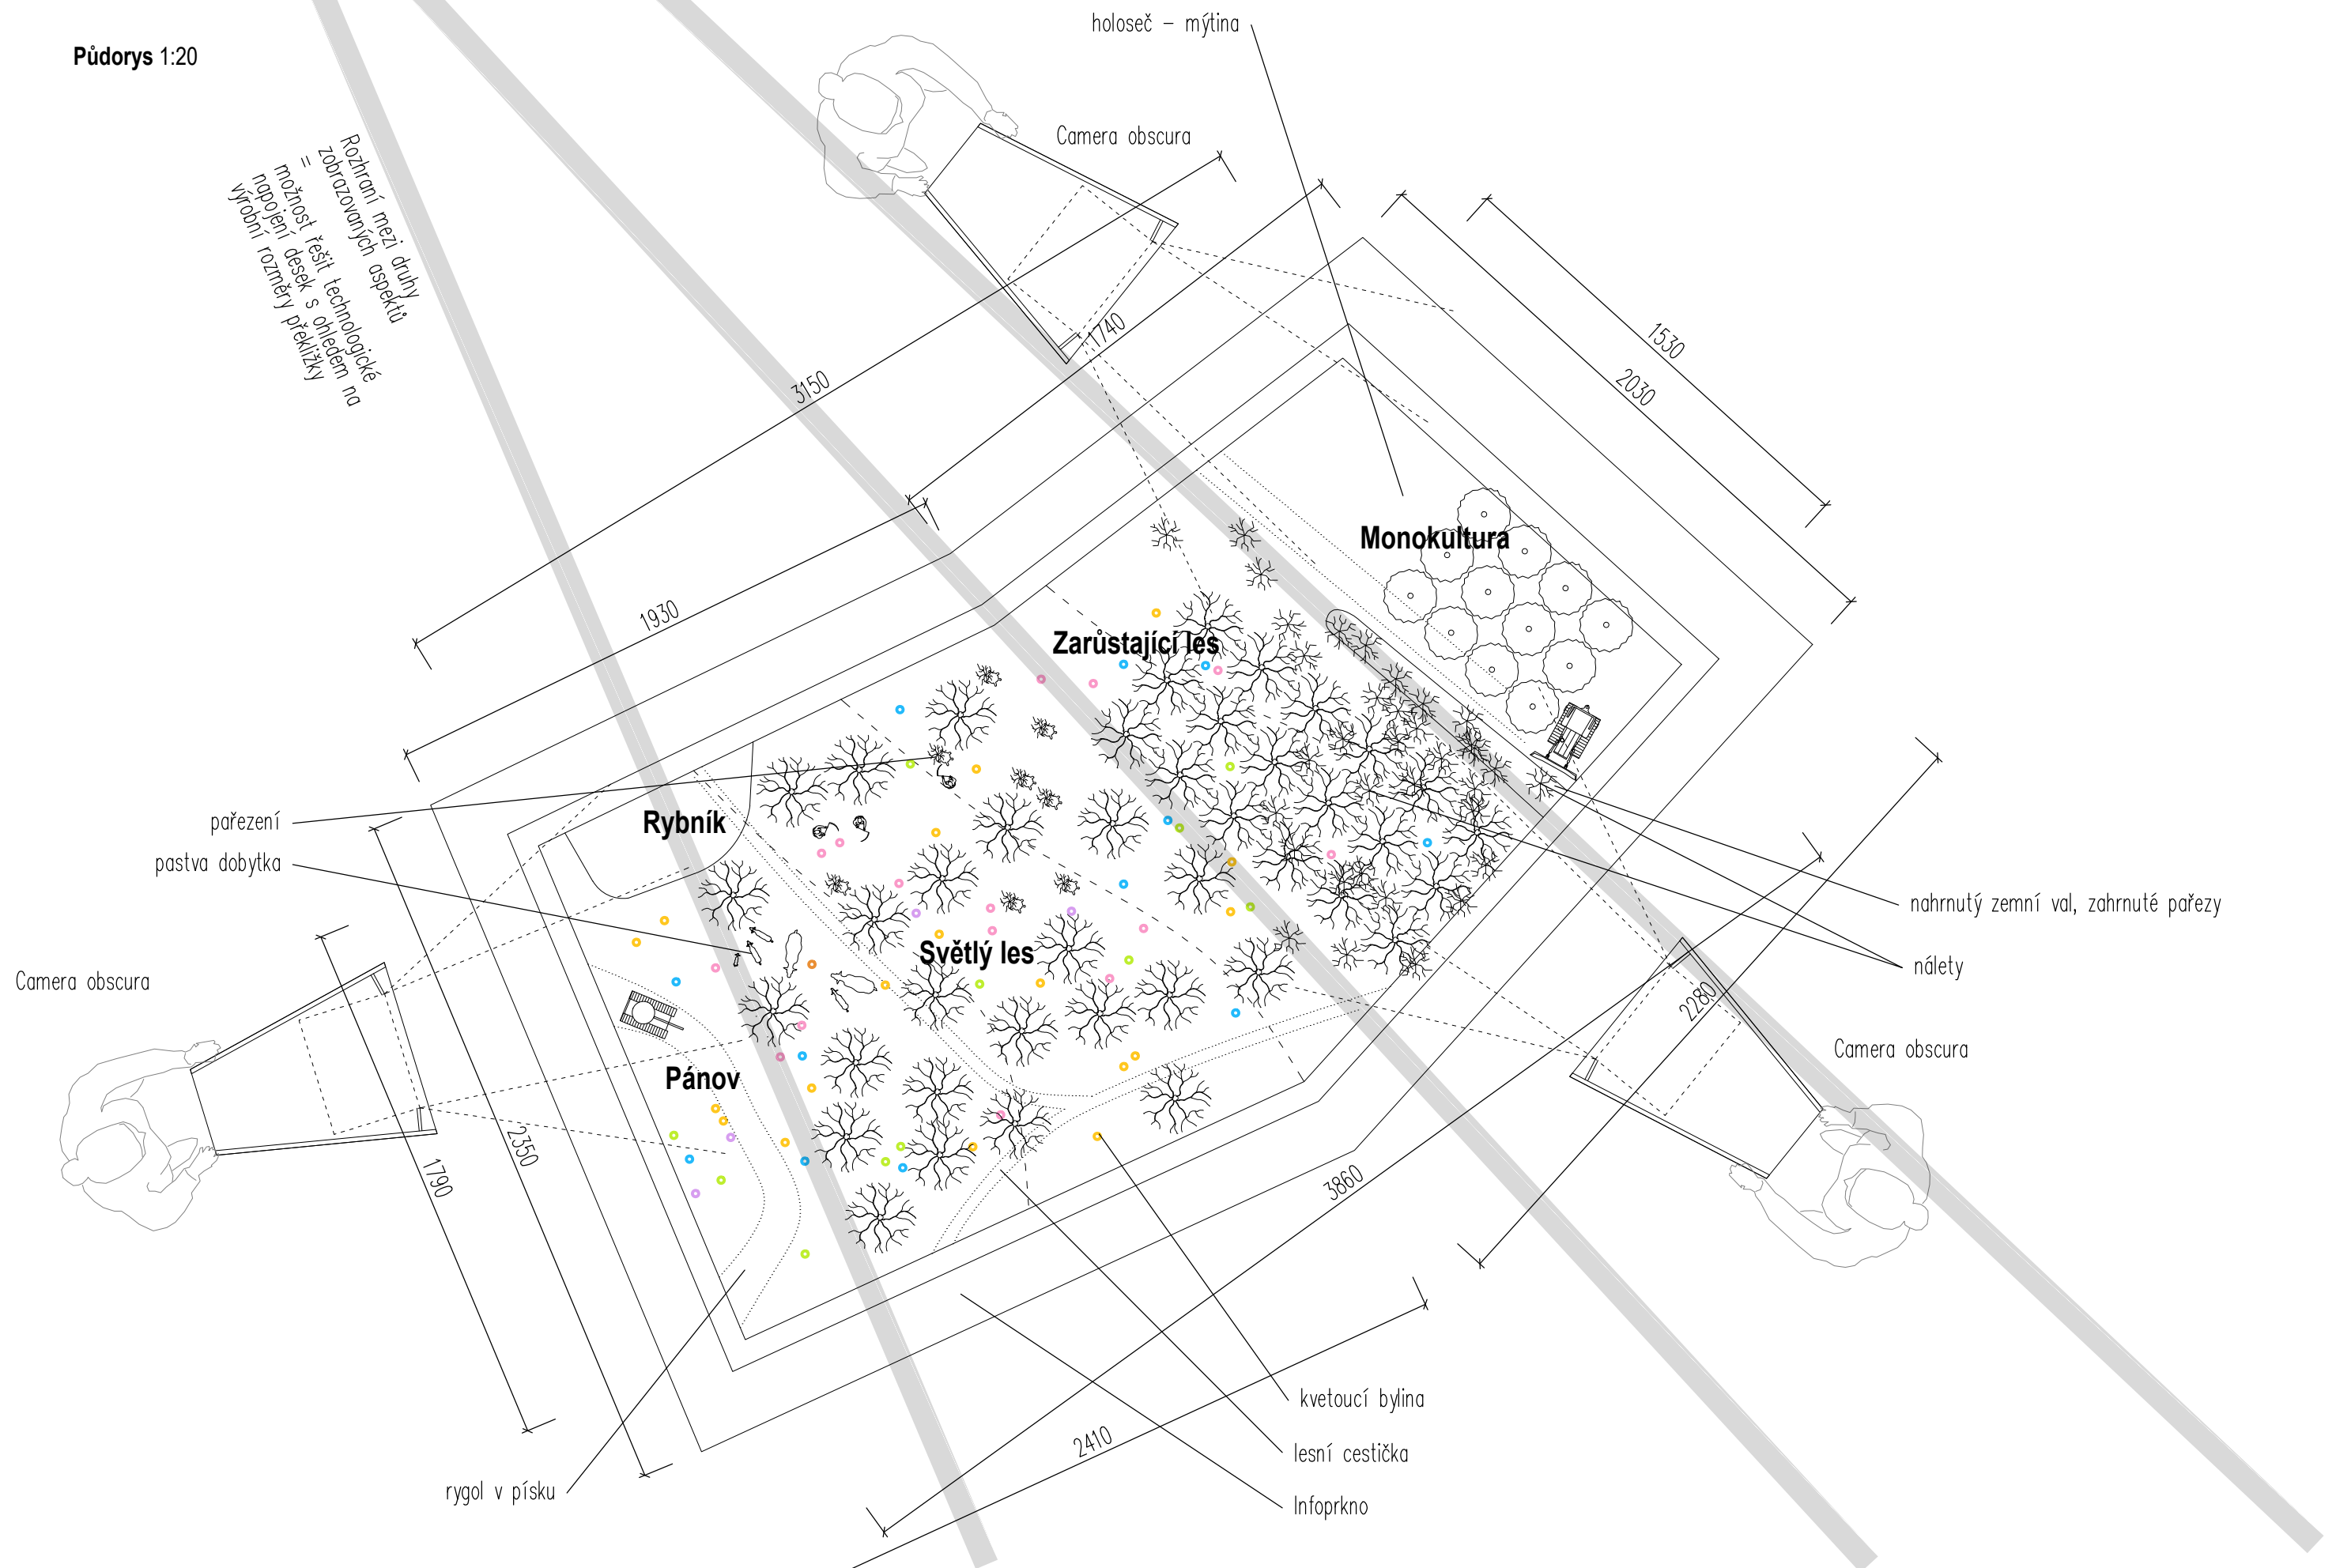 Půdorys 1:20
holoseč – mýtina
Camera obscura
Rozhraní mezi druhy
zobrazovaných aspektů
=
možnost řešit technologické
napojení desek s ohledem na
výrobní rozměry překližky
1740
3150
1530
2030
1930
Monokultura
Zarůstající les
Rybník
pařezení
pastva dobytka
Světlý les
nahrnutý zemní val, zahrnuté pařezy
nálety
Camera obscura
2280
Camera obscura
Pánov
2350
1790
3860
kvetoucí bylina
2410
lesní cestička
rygol v písku
Infoprkno